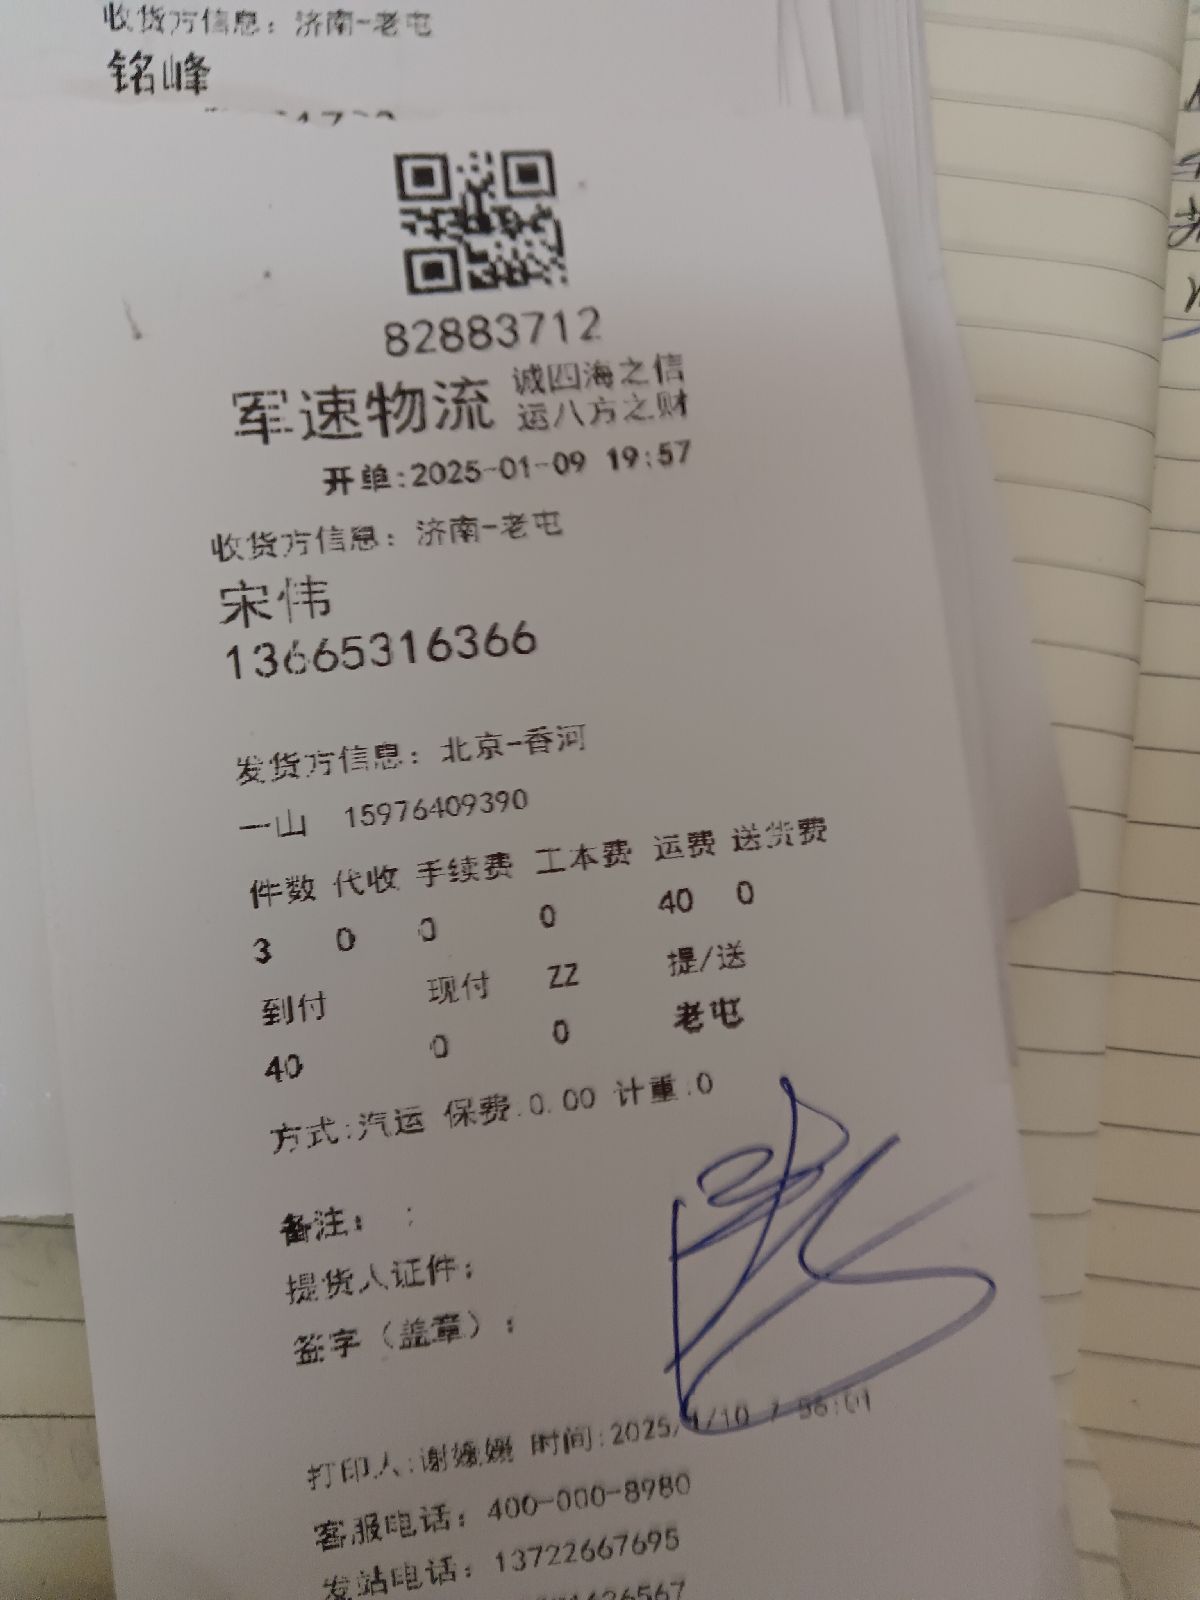 收货方信息：济南-老屯
铭峰
82883712
军速物流 诚四海之信
运八方之财
开单:2025-01-09 19:57
收货方信息：济南-老屯
宋伟
13665316366
发货方信息：北京-香河
一山 15976409390
件数 代收 手续费 工本费 运费 送货费
3 0 0 0 40 0
到付 现付 ZZ 提/送
40 0 0 老屯
方式:汽运 保费:0.00 计重:0
备注： ;
提货人证件：
签字（盖章）：
打印人:谢 时间:2025/1/10 7:56:01
客服电话：400-000-8980
发站电话：13722667695